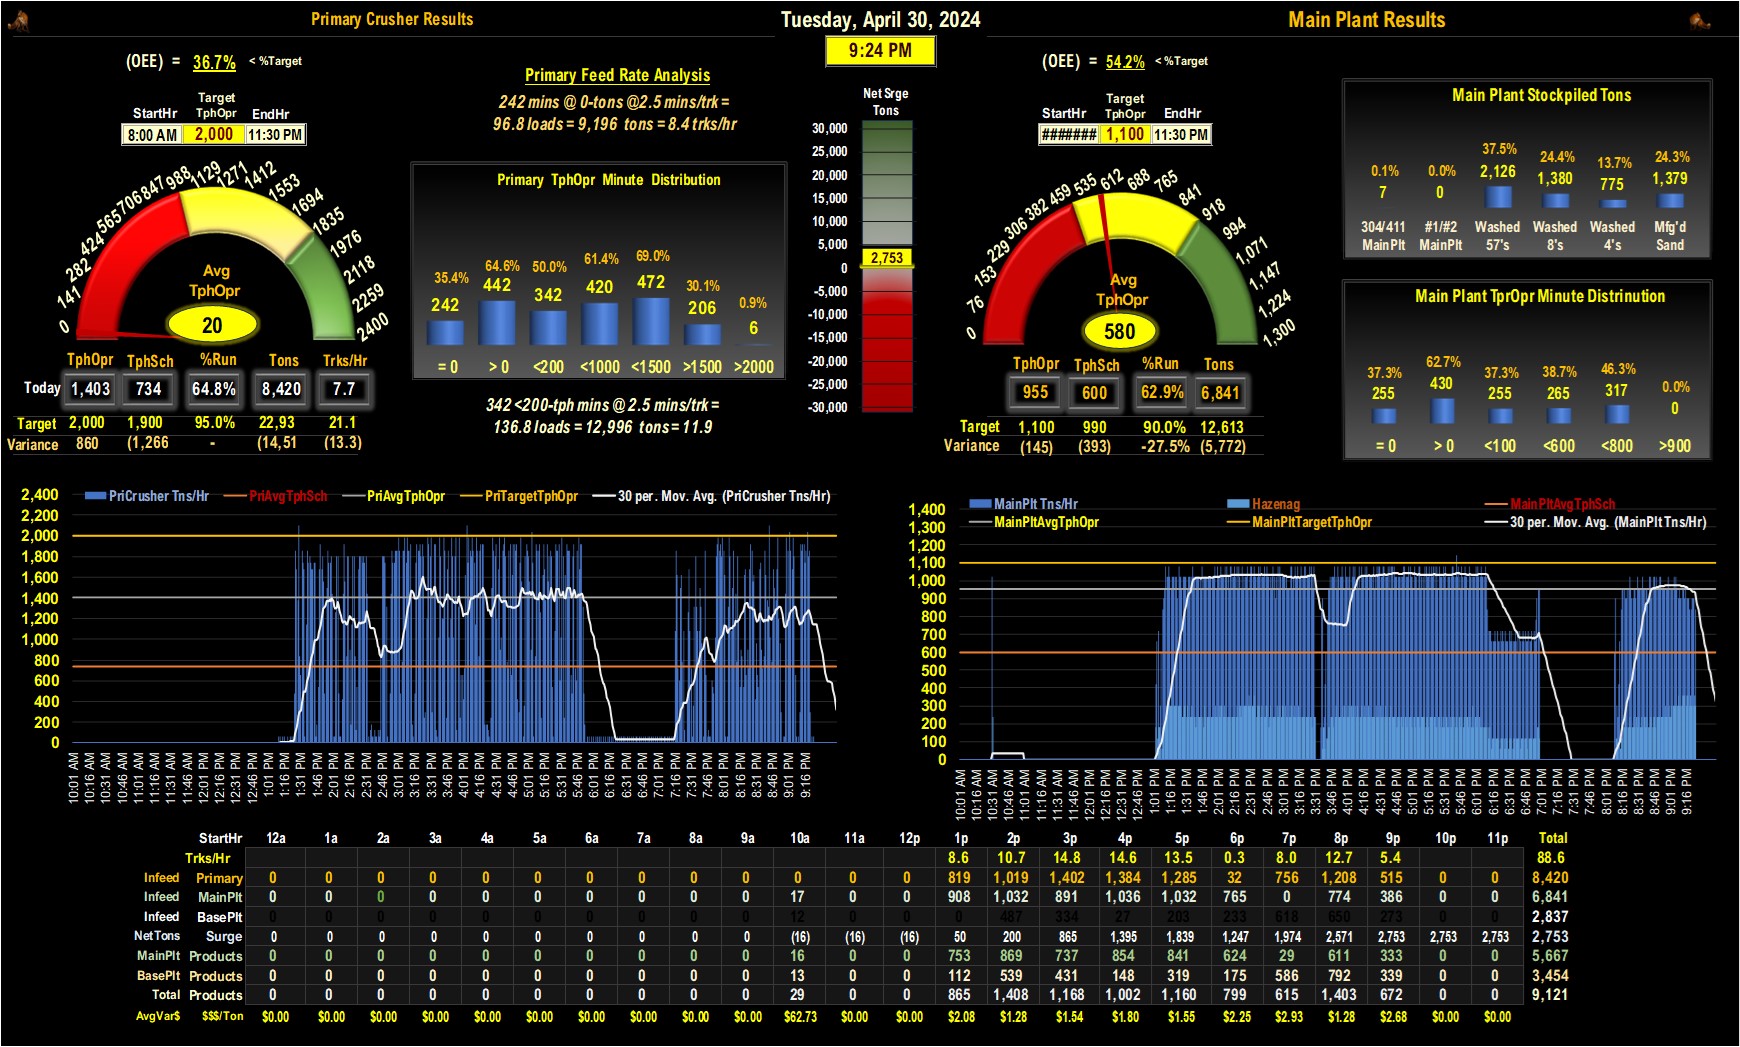 Primary Crusher Results
Tuesday, April 30, 2024
Main Plant Results
9:24 PM
(OEE) = 36.7% < %Target
Target
StartHr TphOpr EndHr
8:00 AM 2,000 11:30 PM
0 141 282 424 565 706 847 988 1129 1271 1412 1553 1694 1835 1976 2118 2259 2400
Avg
TphOpr
20
TphOpr TphSch %Run Tons Trks/Hr
Today 1,403 734 64.8% 8,420 7.7
Target 2,000 1,900 95.0% 22,93 21.1
Variance 860 (1,266 - (14,51 (13.3)
Primary Feed Rate Analysis
242 mins @ 0-tons @2.5 mins/trk =
96.8 loads = 9,196 tons = 8.4 trks/hr
Primary TphOpr Minute Distribution
35.4% 64.6% 50.0% 61.4% 69.0% 30.1% 0.9%
242 442 342 420 472 206 6
= 0 > 0 <200 <1000 <1500 >1500 >2000
342 <200-tph mins @ 2.5 mins/trk =
136.8 loads = 12,996 tons = 11.9
Net Srge
Tons
30,000
25,000
20,000
15,000
10,000
5,000
2,753
0
-5,000
-10,000
-15,000
-20,000
-25,000
-30,000
(OEE) = 54.2% < %Target
Target
StartHr TphOpr EndHr
####### 1,100 11:30 PM
0 76 153 229 306 382 459 535 612 688 765 841 918 994 1,071 1,147 1,224 1,300
Avg
TphOpr
580
TphOpr TphSch %Run Tons
955 600 62.9% 6,841
Target 1,100 990 90.0% 12,613
Variance (145) (393) -27.5% (5,772)
Main Plant Stockpiled Tons
0.1% 0.0% 37.5% 24.4% 13.7% 24.3%
7 0 2,126 1,380 775 1,379
304/411 #1/#2 Washed Washed Washed Mfg'd
MainPlt MainPlt 57's 8's 4's Sand
Main Plant TprOpr Minute Distrinution
37.3% 62.7% 37.3% 38.7% 46.3% 0.0%
255 430 255 265 317 0
= 0 > 0 <100 <600 <800 >900
PriCrusher Tns/Hr PriAvgTphSch PriAvgTphOpr PriTargetTphOpr 30 per. Mov. Avg. (PriCrusher Tns/Hr)
2,400
2,200
2,000
1,800
1,600
1,400
1,200
1,000
800
600
400
200
0
10:01 AM 10:16 AM 10:31 AM 10:46 AM 11:01 AM 11:16 AM 11:31 AM 11:46 AM 12:01 PM 12:16 PM 12:31 PM 12:46 PM 1:01 PM 1:16 PM 1:31 PM 1:46 PM 2:01 PM 2:16 PM 2:31 PM 2:46 PM 3:01 PM 3:16 PM 3:31 PM 3:46 PM 4:01 PM 4:16 PM 4:31 PM 4:46 PM 5:01 PM 5:16 PM 5:31 PM 5:46 PM 6:01 PM 6:16 PM 6:31 PM 6:46 PM 7:01 PM 7:16 PM 7:31 PM 7:46 PM 8:01 PM 8:16 PM 8:31 PM 8:46 PM 9:01 PM 9:16 PM
MainPlt Tns/Hr Hazenag MainPltAvgTphSch
MainPltAvgTphOpr MainPltTargetTphOpr 30 per. Mov. Avg. (MainPlt Tns/Hr)
1,400
1,300
1,200
1,100
1,000
900
800
700
600
500
400
300
200
100
0
10:01 AM 10:16 AM 10:31 AM 10:46 AM 11:01 AM 11:16 AM 11:31 AM 11:46 AM 12:01 PM 12:16 PM 12:31 PM 12:46 PM 1:01 PM 1:16 PM 1:31 PM 1:46 PM 2:01 PM 2:16 PM 2:31 PM 2:46 PM 3:01 PM 3:16 PM 3:31 PM 3:46 PM 4:01 PM 4:16 PM 4:31 PM 4:46 PM 5:01 PM 5:16 PM 5:31 PM 5:46 PM 6:01 PM 6:16 PM 6:31 PM 6:46 PM 7:01 PM 7:16 PM 7:31 PM 7:46 PM 8:01 PM 8:16 PM 8:31 PM 8:46 PM 9:01 PM 9:16 PM
StartHr 12a 1a 2a 3a 4a 5a 6a 7a 8a 9a 10a 11a 12p 1p 2p 3p 4p 5p 6p 7p 8p 9p 10p 11p Total
Trks/Hr 8.6 10.7 14.8 14.6 13.5 0.3 8.0 12.7 5.4 88.6
Infeed Primary 0 0 0 0 0 0 0 0 0 0 0 0 0 819 1,019 1,402 1,384 1,285 32 756 1,208 515 0 0 8,420
Infeed MainPlt 0 0 0 0 0 0 0 0 0 0 17 0 0 908 1,032 891 1,036 1,032 765 0 774 386 0 0 6,841
Infeed BasePlt 0 0 0 0 0 0 0 0 0 0 12 0 0 0 487 334 27 203 233 618 650 273 0 0 2,837
NetTons Surge 0 0 0 0 0 0 0 0 0 0 (16) (16) (16) 50 200 865 1,395 1,839 1,247 1,974 2,571 2,753 2,753 2,753 2,753
MainPlt Products 0 0 0 0 0 0 0 0 0 0 16 0 0 753 869 737 854 841 624 29 611 333 0 0 5,667
BasePlt Products 0 0 0 0 0 0 0 0 0 0 13 0 0 112 539 431 148 319 175 586 792 339 0 0 3,454
Total Products 0 0 0 0 0 0 0 0 0 0 29 0 0 865 1,408 1,168 1,002 1,160 799 615 1,403 672 0 0 9,121
AvgVar$ $$$/Ton $0.00 $0.00 $0.00 $0.00 $0.00 $0.00 $0.00 $0.00 $0.00 $0.00 $62.73 $0.00 $0.00 $2.08 $1.28 $1.54 $1.80 $1.55 $2.25 $2.93 $1.28 $2.68 $0.00 $0.00